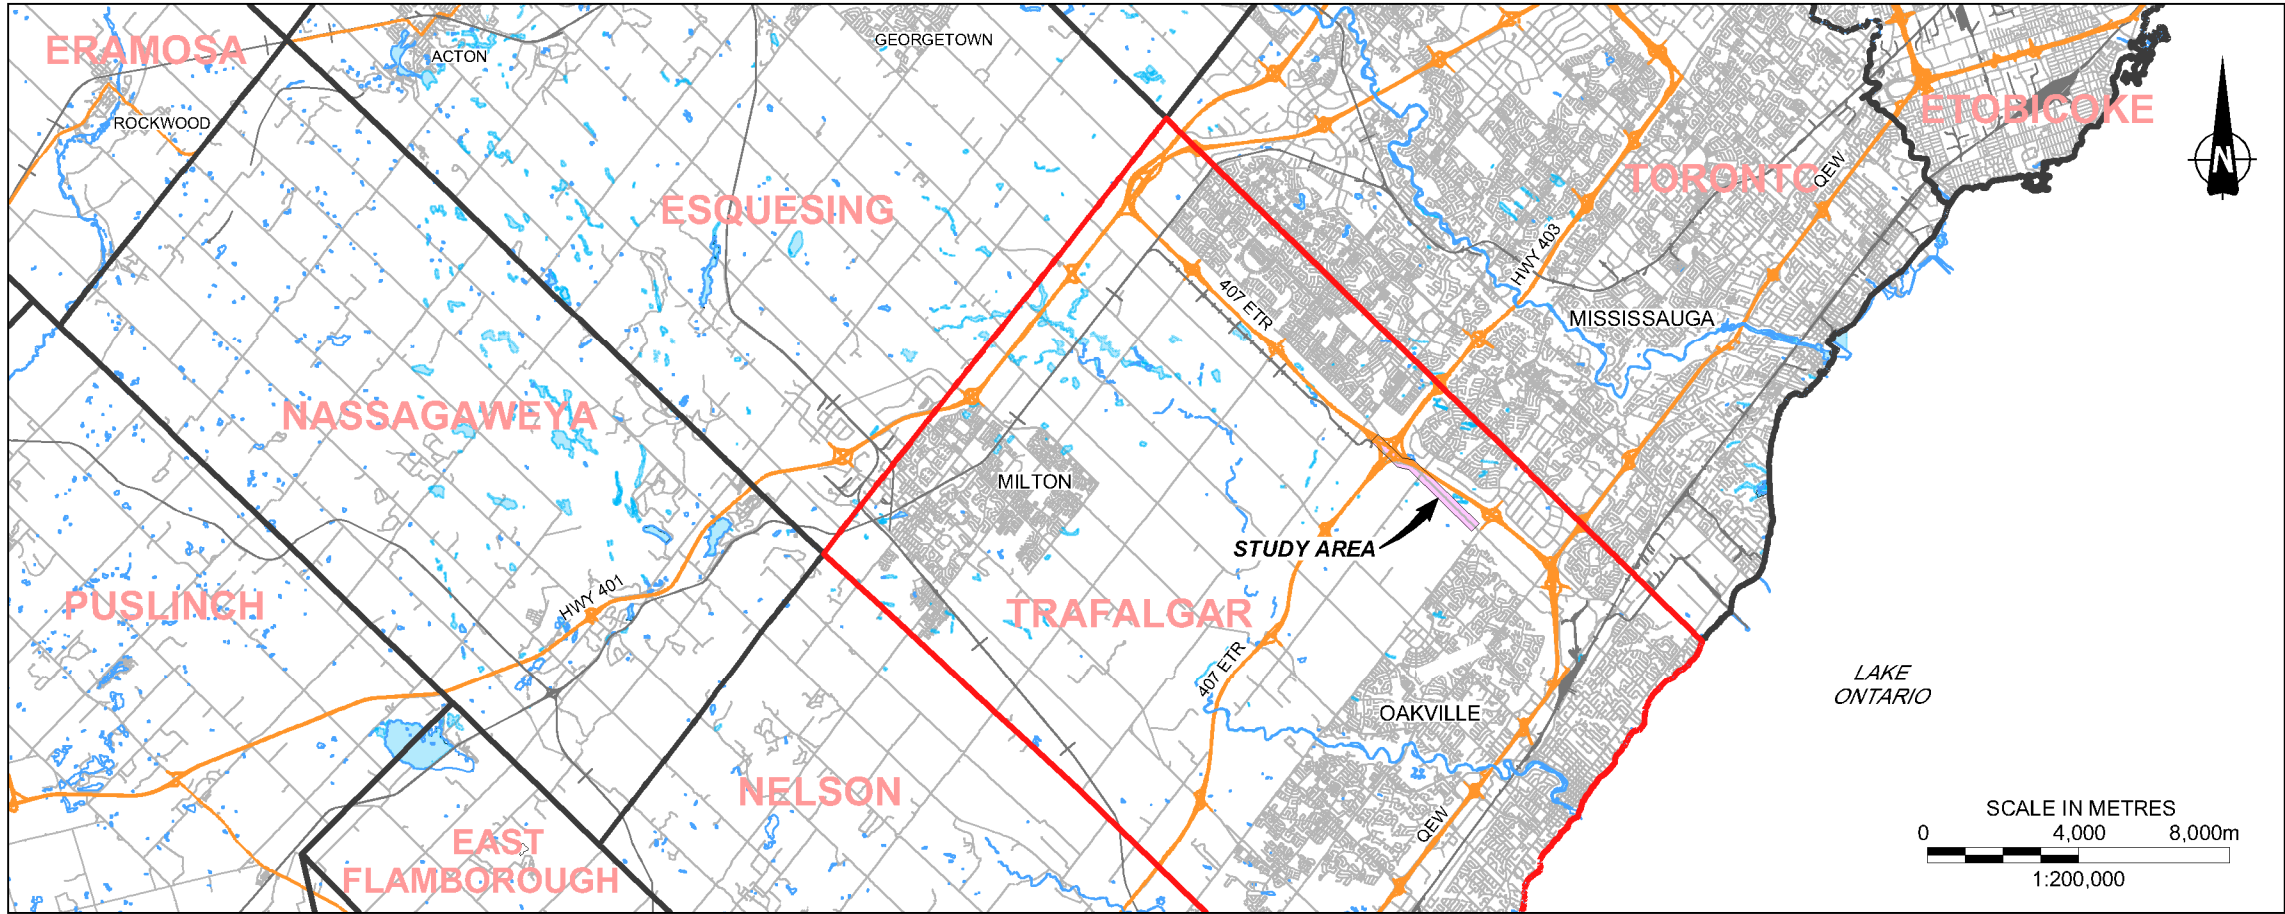 ERAMOSA
ACTON
GEORGETOWN
ROCKWOOD
ETOBICOKE
TORONTC
QEW
N
ESQUESING
HWY 403
407 ETR
MISSISSAUGA
NASSAGAWEYA
MILTON
STUDY AREA
HWY 401
PUSLINCH
TRAFALGAR
407 ETR
LAKE
ONTARIO
OAKVILLE
NELSON
QEW
EAST
FLAMBOROUGH
SCALE IN METRES
0 4,000 8,000m
1:200,000